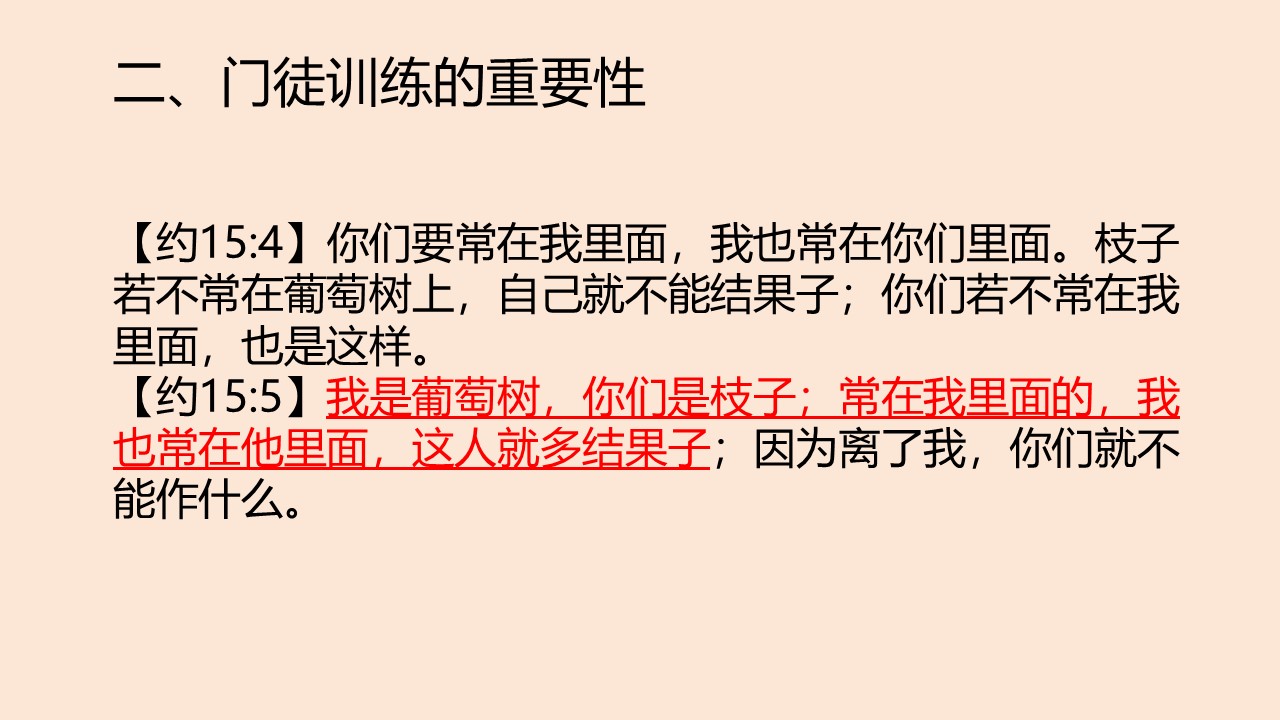 二、门徒训练的重要性
【约15:4】你们要常在我里面，我也常在你们里面。枝子
若不常在葡萄树上，自己就不能结果子；你们若不常在我
里面，也是这样。
【约15:5】我是葡萄树，你们是枝子；常在我里面的，我
也常在他里面，这人就多结果子；因为离了我，你们就不
能作什么。